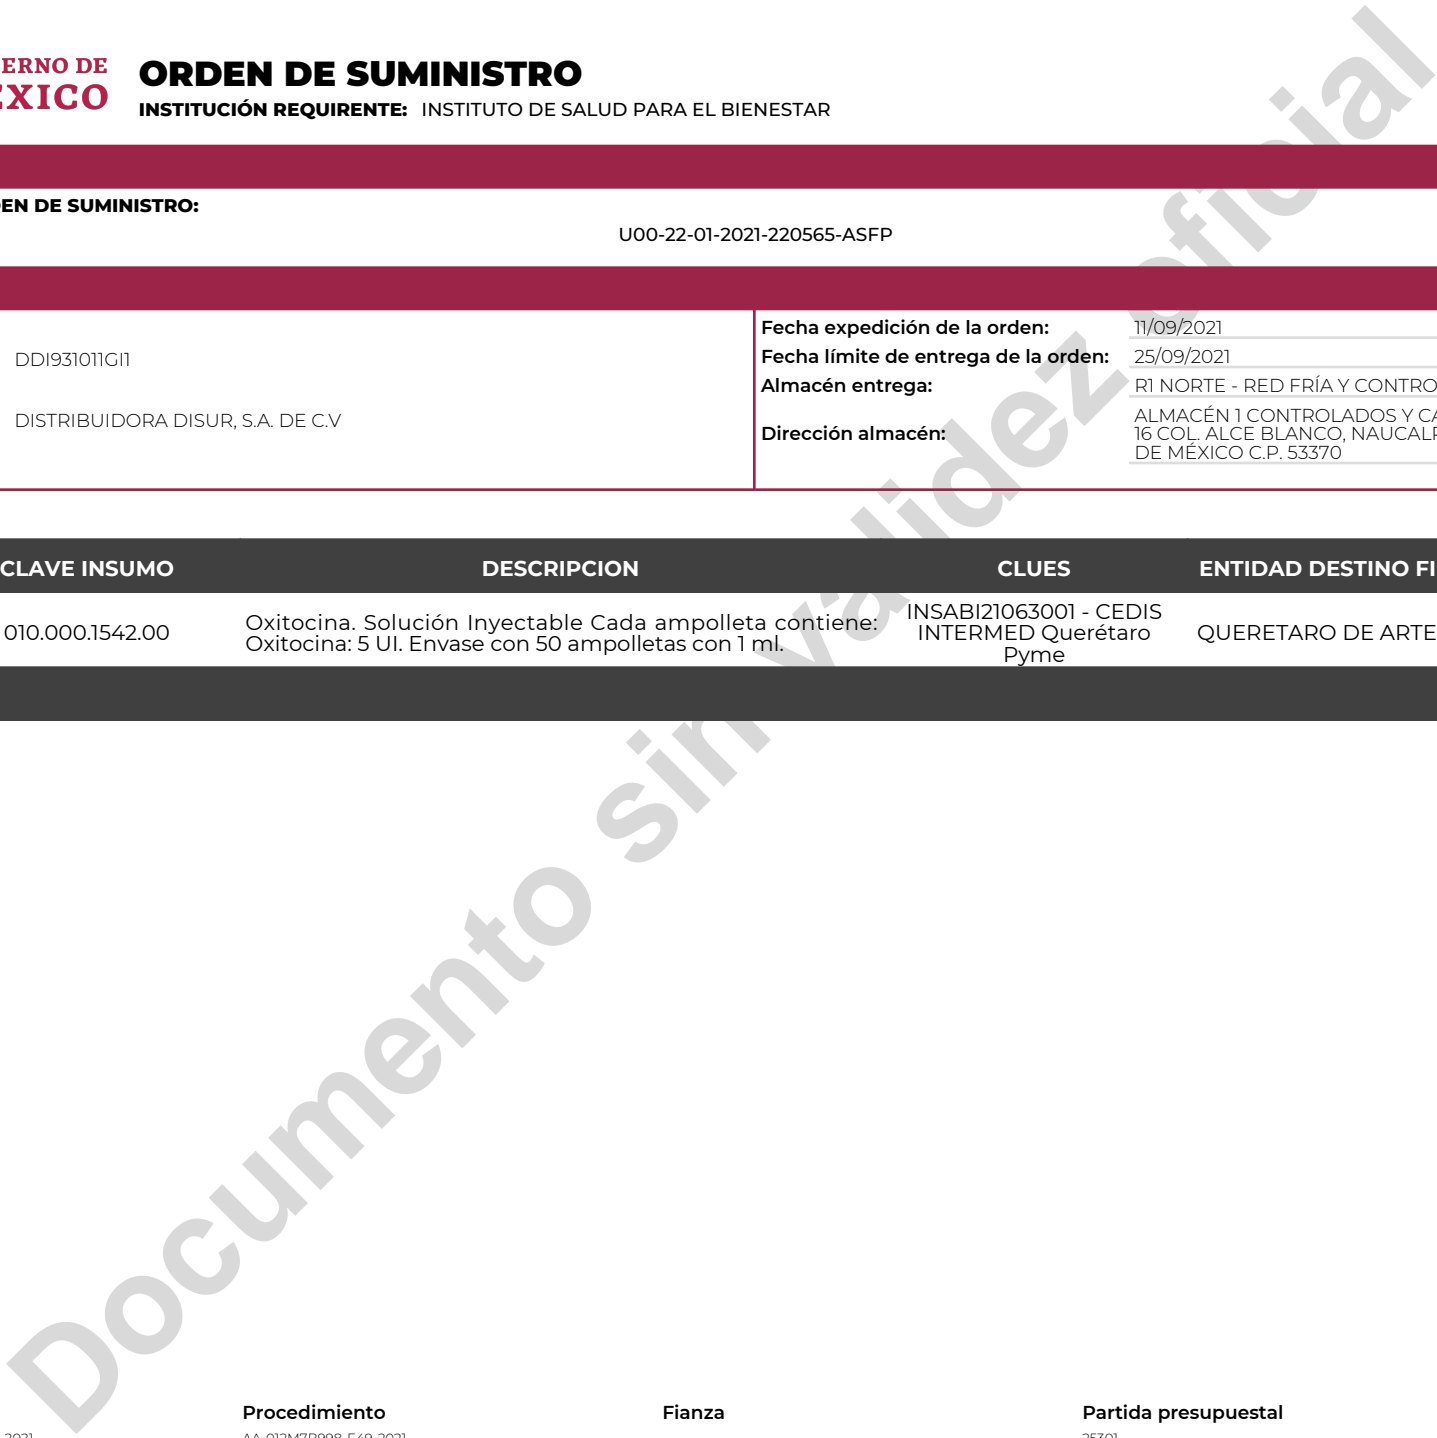 ERNO DE
ÉXICO
ORDEN DE SUMINISTRO
INSTITUCIÓN REQUIRENTE: INSTITUTO DE SALUD PARA EL BIENESTAR
EN DE SUMINISTRO:
U00-22-01-2021-220565-ASFP
DDI931011GI1
DISTRIBUIDORA DISUR, S.A. DE C.V
Fecha expedición de la orden: 11/09/2021
Fecha límite de entrega de la orden: 25/09/2021
Almacén entrega: R1 NORTE - RED FRÍA Y CONTRO
Dirección almacén:
ALMACÉN 1 CONTROLADOS Y CA
16 COL. ALCE BLANCO, NAUCALP
DE MÉXICO C.P. 53370
CLAVE INSUMO DESCRIPCION CLUES ENTIDAD DESTINO FI
010.000.1542.00
Oxitocina. Solución Inyectable Cada ampolleta contiene:
Oxitocina: 5 UI. Envase con 50 ampolletas con 1 ml.
INSABI21063001 - CEDIS
INTERMED Querétaro
Pyme
QUERETARO DE ARTE
Documento sin validez oficial
Procedimiento Fianza Partida presupuestal